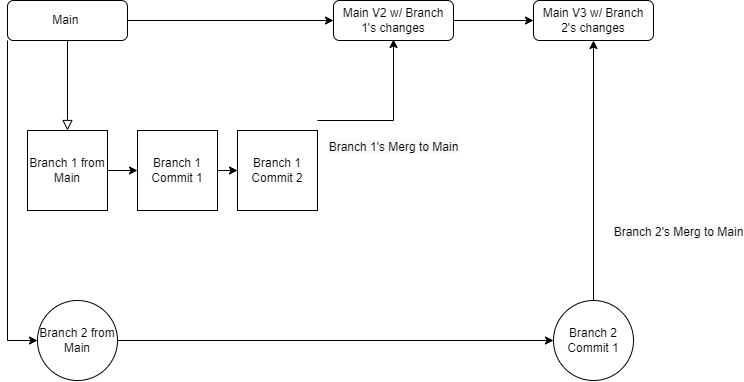 Main
Main V2 w/ Branch
1's changes
Main V3 w/ Branch
2's changes
Branch 1 from
Main
Branch 1
Commit 1
Branch 1
Commit 2
Branch 1's Merg to Main
Branch 2's Merg to Main
Branch 2 from
Main
Branch 2
Commit 1